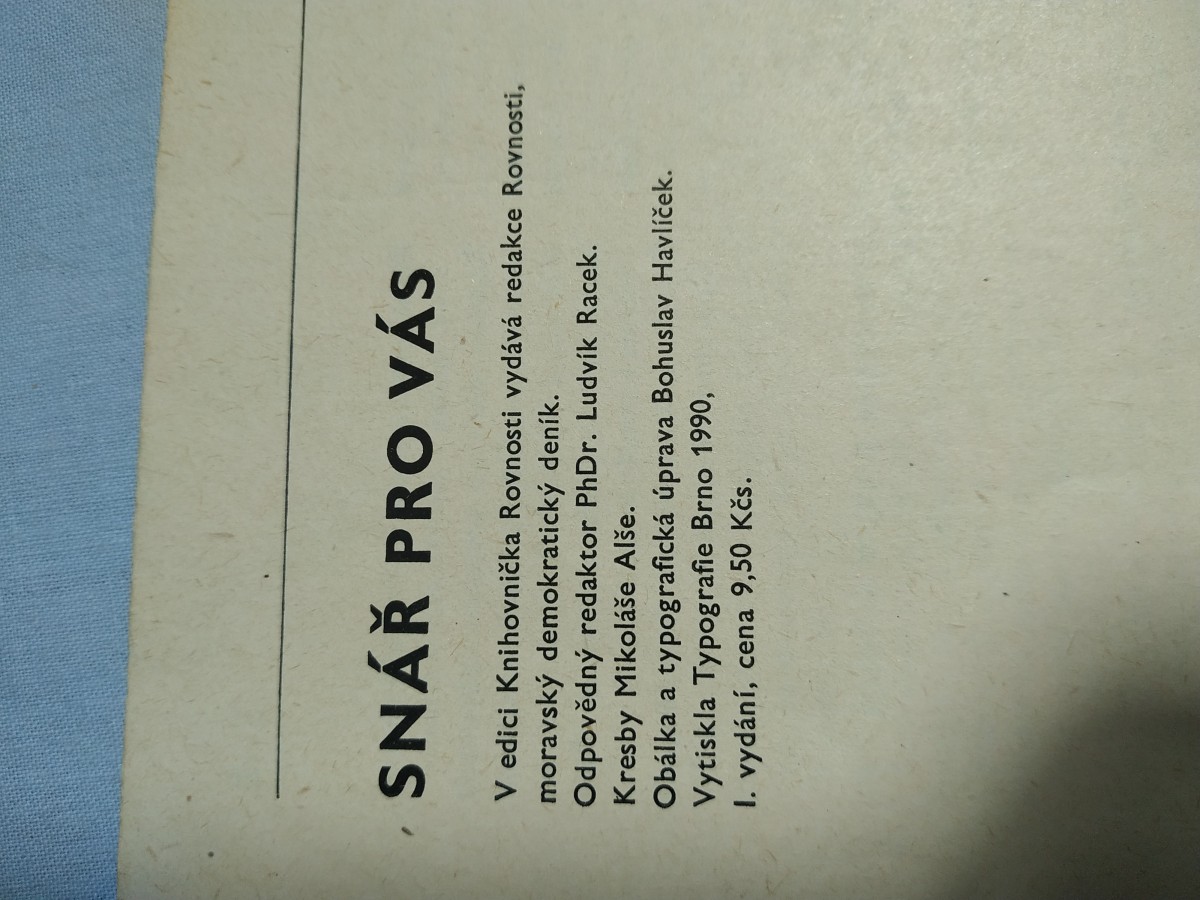 SNÁŘ PRO VÁS
V edici Knihovnička Rovnosti vydává redakce Rovnosti,
moravský demokratický deník.
Odpovědný redaktor PhDr. Ludvík Racek.
Kresby Mikoláše Alše.
Obálka a typografická úprava Bohuslav Havlíček.
Vytiskla Typografie Brno 1990,
I. vydání, cena 9,50 Kčs.